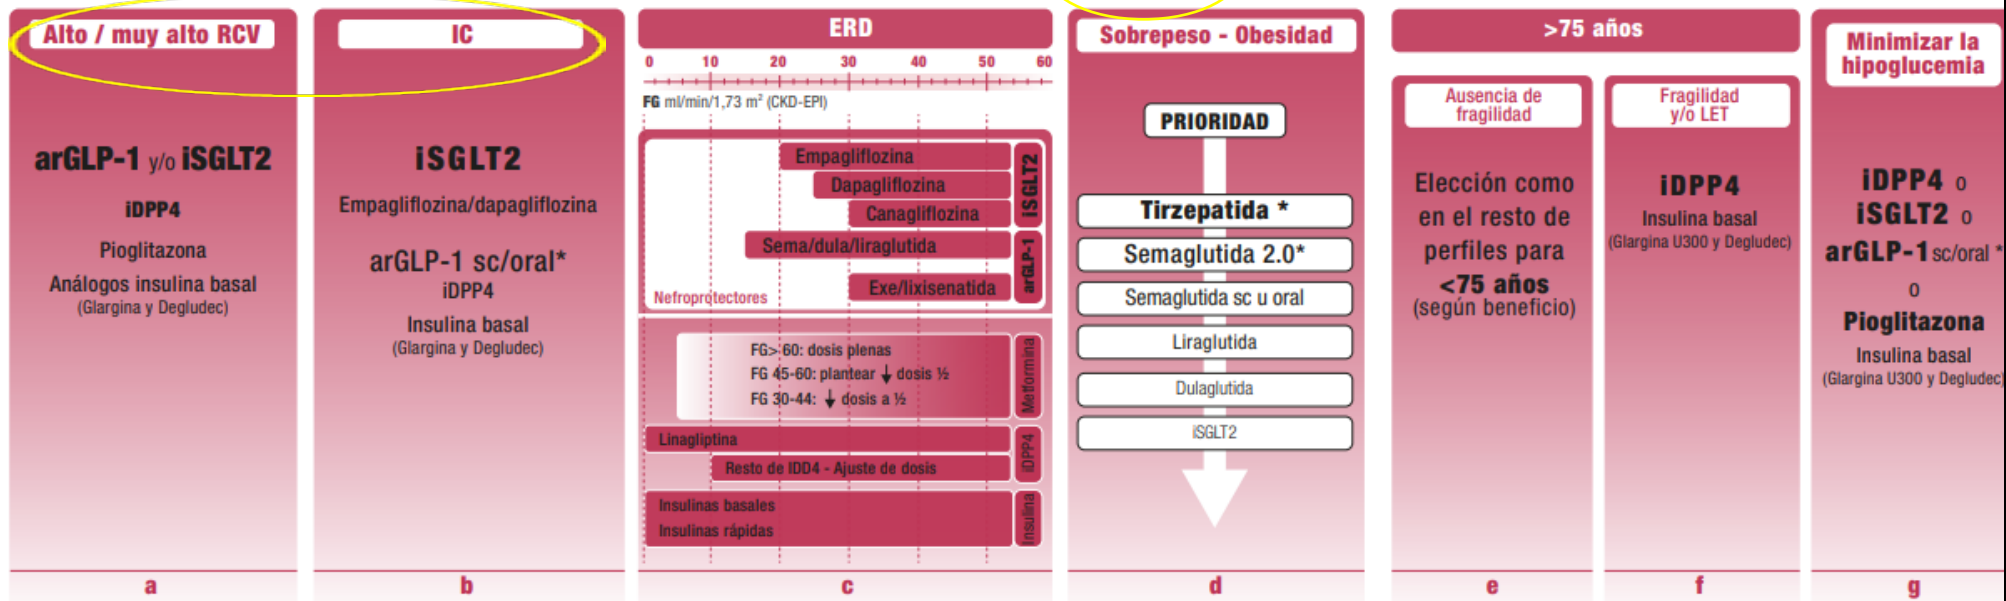 Alto / muy alto RCV
arGLP-1 y/o iSGLT2
iDPP4
Pioglitazona
Análogos insulina basal
(Glargina y Degludec)
a
IC
iSGLT2
Empagliflozina/dapagliflozina
arGLP-1 sc/oral*
iDPP4
Insulina basal
(Glargina y Degludec)
b
ERD
0 10 20 30 40 50 60
FG ml/min/1,73 m² (CKD-EPI)
Empagliflozina
Dapagliflozina
Canagliflozina
iSGLT2
Sema/dula/liraglutida
Exe/lixisenatida
arGLP-1
Nefroprotectores
FG> 60: dosis plenas
FG 45-60: plantear ↓ dosis ½
FG 30-44: ↓ dosis a ½
Metformina
Linagliptina
Resto de IDD4 - Ajuste de dosis
iDPP4
Insulinas basales
Insulinas rápidas
Insulina
c
Sobrepeso - Obesidad
PRIORIDAD
Tirzepatida *
Semaglutida 2.0*
Semaglutida sc u oral
Liraglutida
Dulaglutida
iSGLT2
d
>75 años
Ausencia de
fragilidad
Elección como
en el resto de
perfiles para
<75 años
(según beneficio)
e
Fragilidad
y/o LET
iDPP4
Insulina basal
(Glargina U300 y Degludec)
f
Minimizar la
hipoglucemia
iDPP4 o
iSGLT2 o
arGLP-1 sc/oral *
o
Pioglitazona
Insulina basal
(Glargina U300 y Degludec)
g